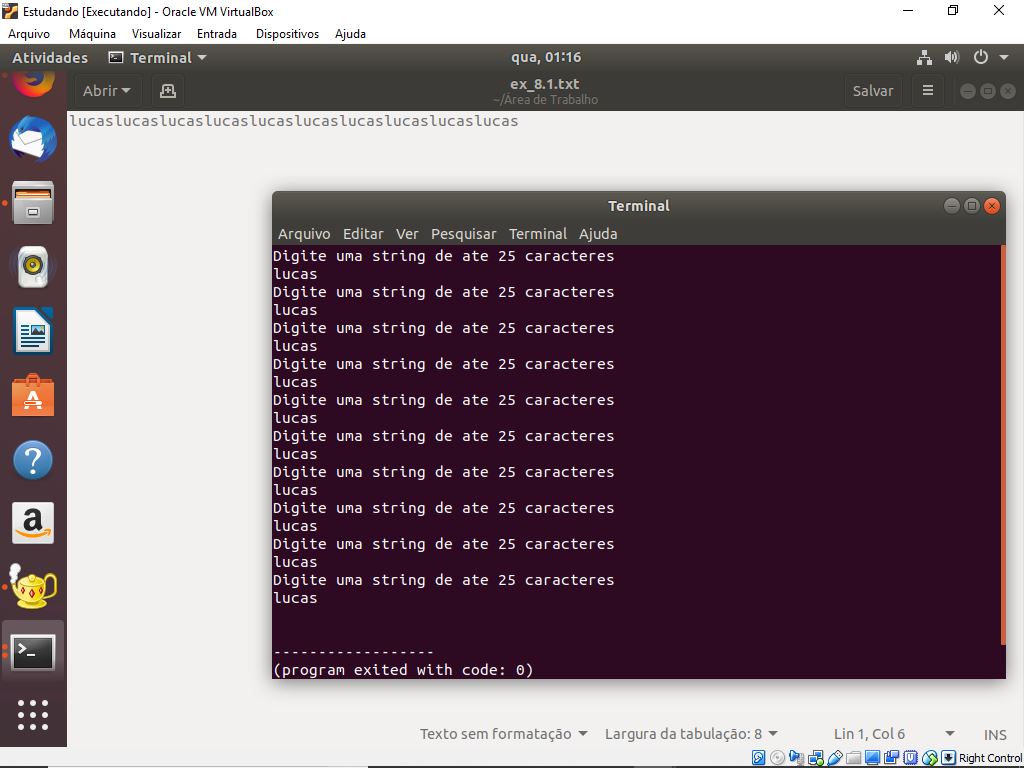 Estudando [Executando] - Oracle VM VirtualBox
Arquivo Máquina Visualizar Entrada Dispositivos Ajuda
Atividades Terminal qua, 01:16
Abrir ex_8.1.txt Salvar
~/Área de Trabalho
lucaslucaslucaslucaslucaslucaslucaslucaslucaslucas
Terminal
Arquivo Editar Ver Pesquisar Terminal Ajuda
Digite uma string de ate 25 caracteres
lucas
Digite uma string de ate 25 caracteres
lucas
Digite uma string de ate 25 caracteres
lucas
Digite uma string de ate 25 caracteres
lucas
Digite uma string de ate 25 caracteres
lucas
Digite uma string de ate 25 caracteres
lucas
Digite uma string de ate 25 caracteres
lucas
Digite uma string de ate 25 caracteres
lucas
Digite uma string de ate 25 caracteres
lucas
Digite uma string de ate 25 caracteres
lucas
------------------
(program exited with code: 0)
Texto sem formatação Largura da tabulação: 8 Lin 1, Col 6 INS
Right Control